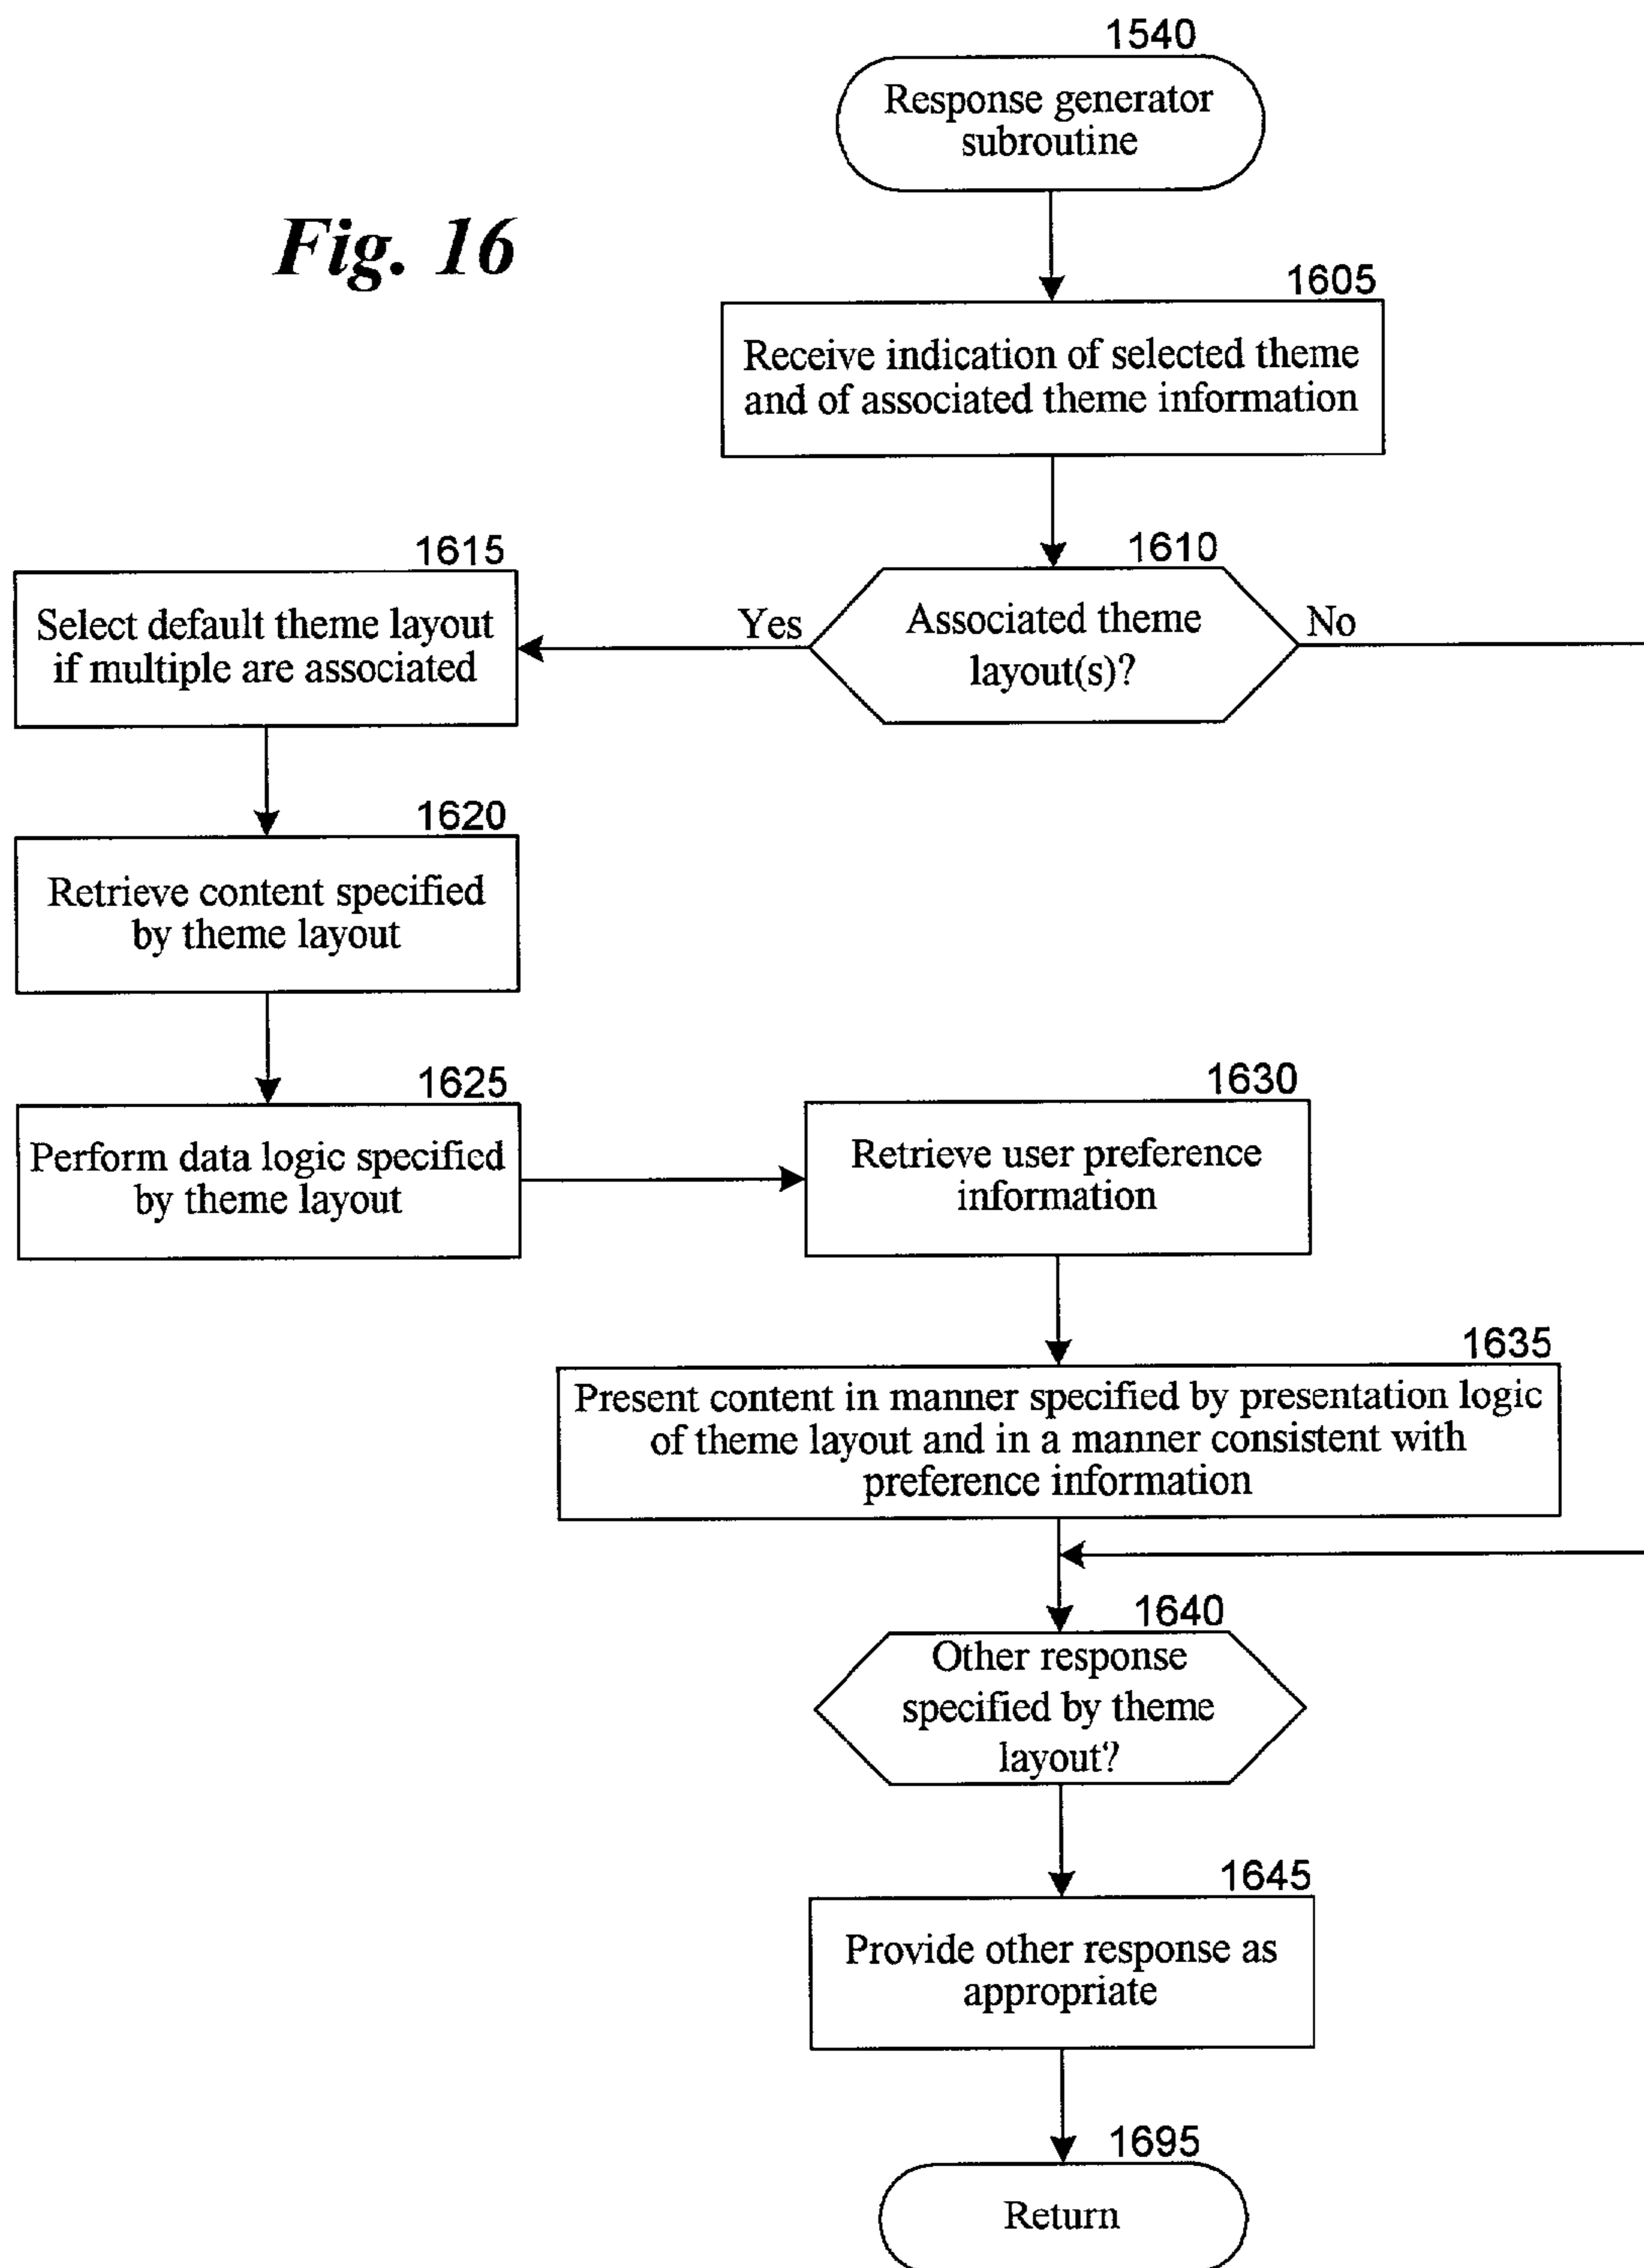 1540
Response generator
subroutine
Fig. 16
1605
Receive indication of selected theme
and of associated theme information
1610
Associated theme
layout(s)?
Yes
No
1615
Select default theme layout
if multiple are associated
1620
Retrieve content specified
by theme layout
1625
Perform data logic specified
by theme layout
1630
Retrieve user preference
information
1635
Present content in manner specified by presentation logic
of theme layout and in a manner consistent with
preference information
1640
Other response
specified by theme
layout?
1645
Provide other response as
appropriate
1695
Return